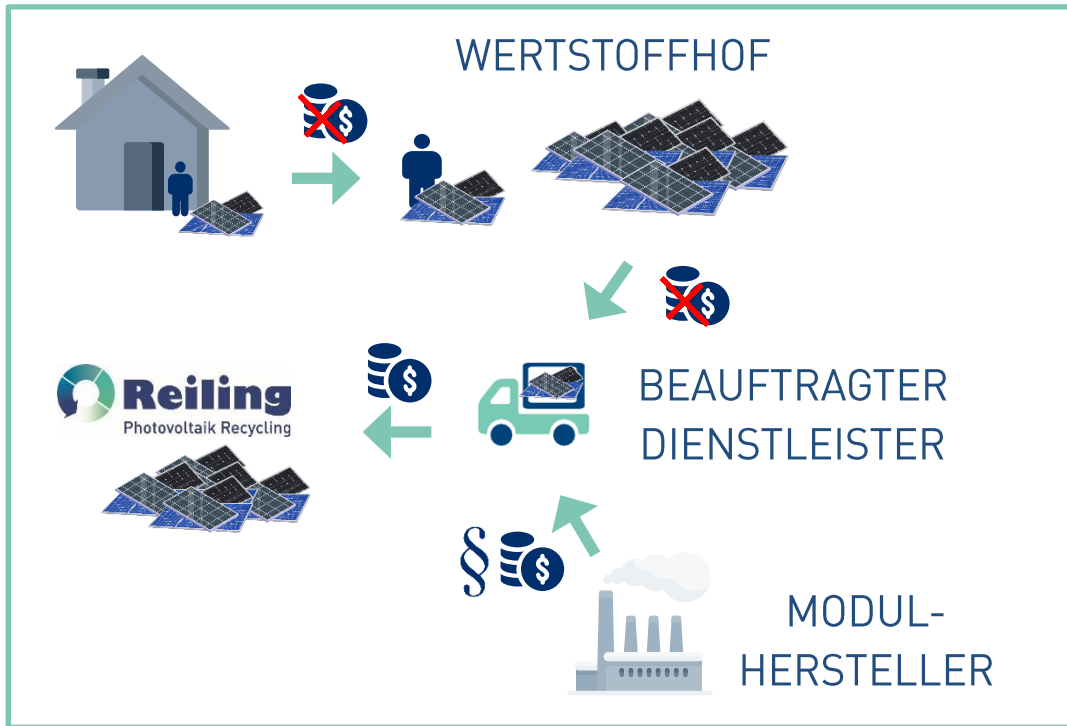 WERTSTOFFHOF
Reiling
Photovoltaik Recycling
BEAUFTRAGTER
DIENSTLEISTER
§
MODUL-
HERSTELLER